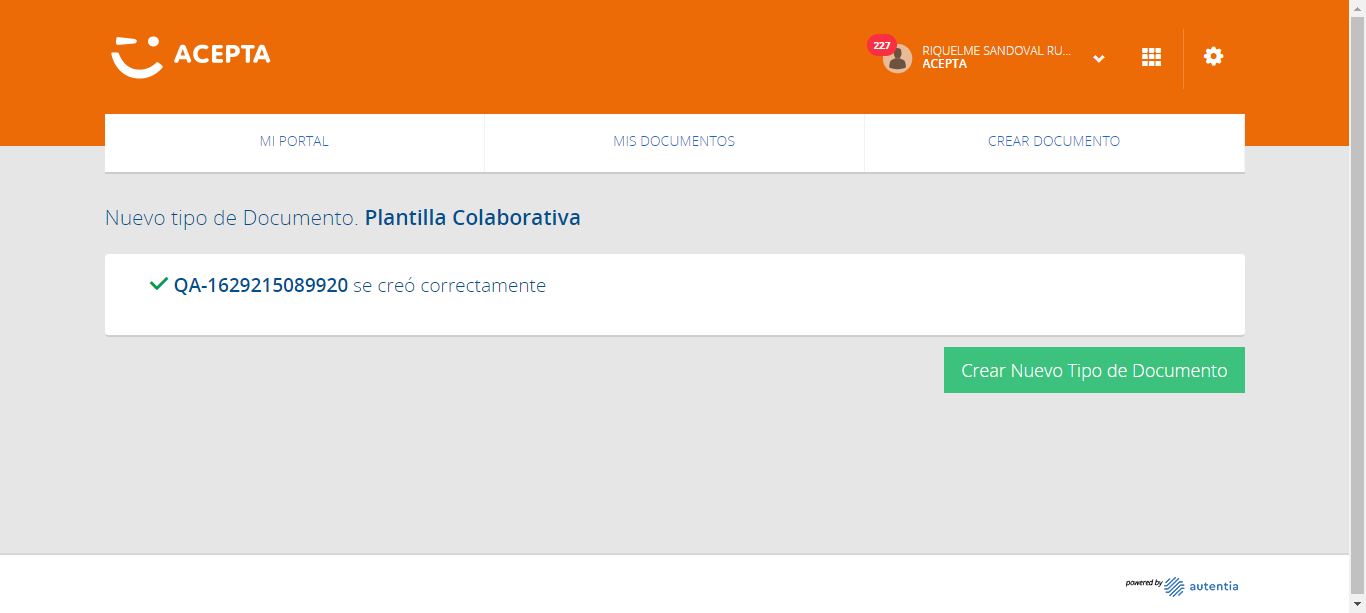 ACEPTA
227
RIQUELME SANDOVAL RU...
ACEPTA
MI PORTAL
MIS DOCUMENTOS
CREAR DOCUMENTO
Nuevo tipo de Documento. Plantilla Colaborativa
QA-1629215089920 se creó correctamente
Crear Nuevo Tipo de Documento
powered by autentia